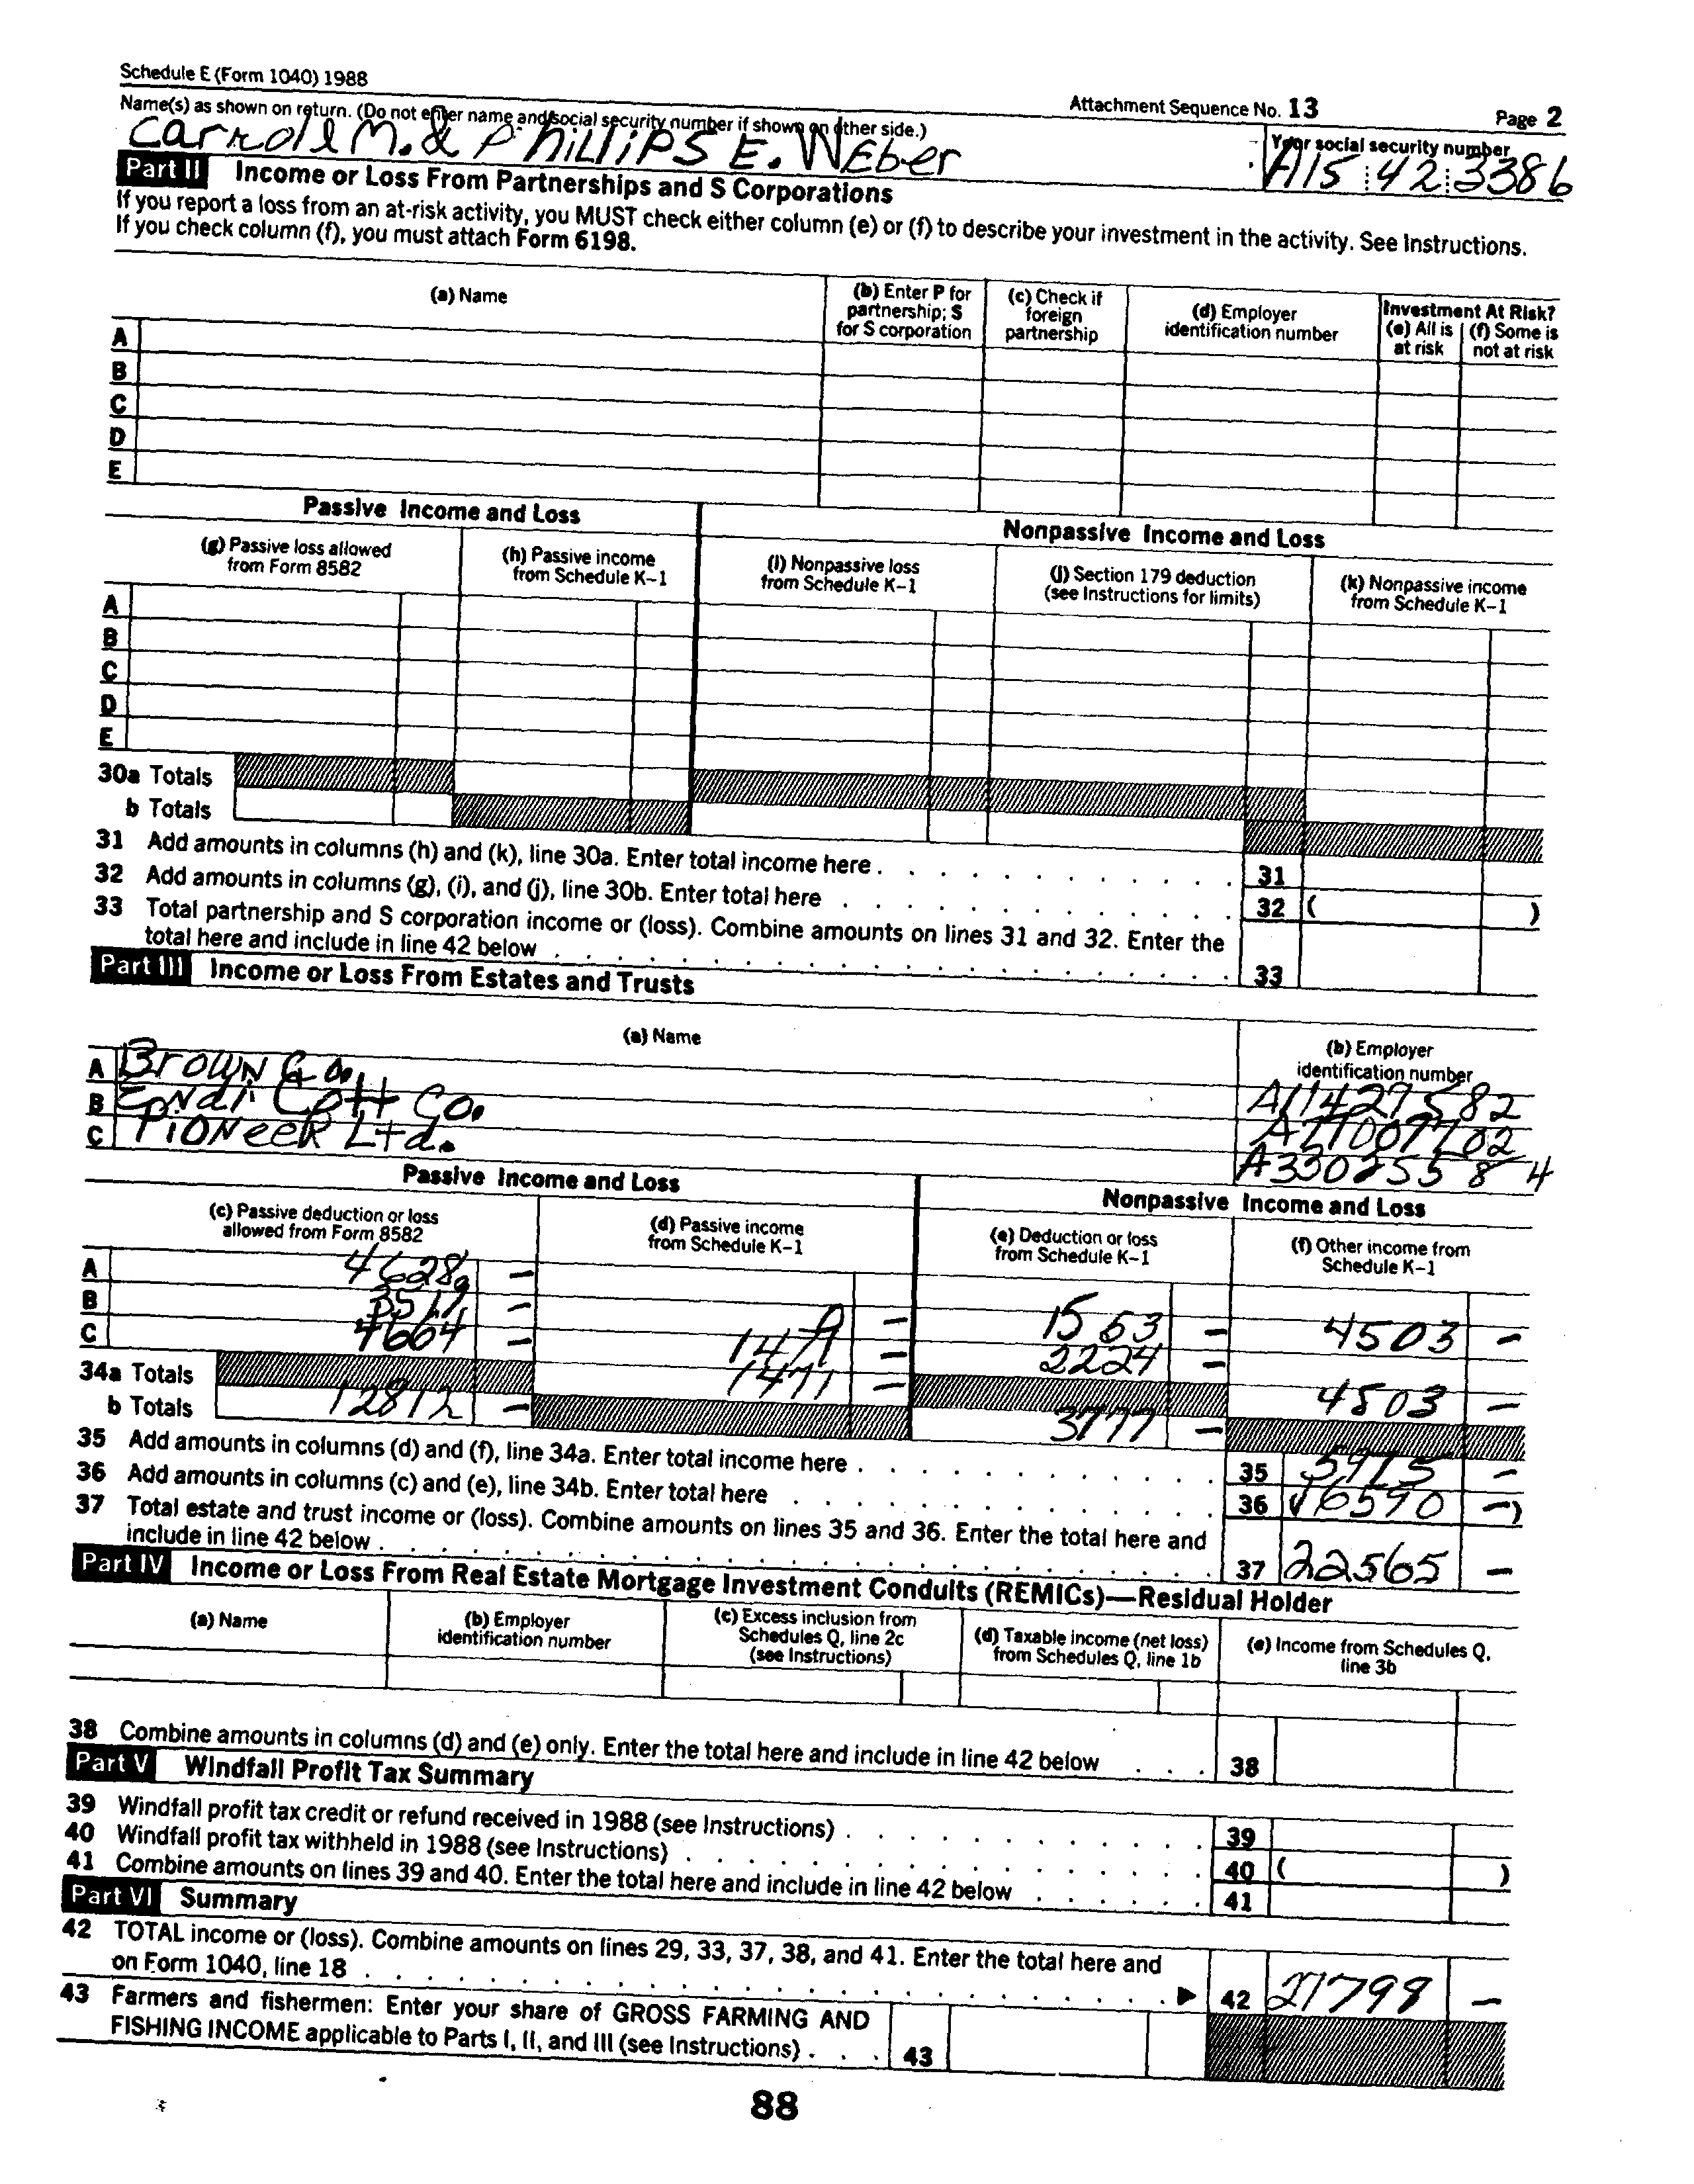 Schedule E (Form 1040) 1988
Attachment Sequence No. 13
Page 2
Name(s) as shown on return. (Do not enter name and social security number if shown on other side.)
Your social security number
Carrole M. & Phillips E. Weber
A15 42 3386
Part II Income or Loss From Partnerships and S Corporations
If you report a loss from an at-risk activity, you MUST check either column (e) or (f) to describe your investment in the activity. See Instructions.
If you check column (f), you must attach Form 6198.
(a) Name
(b) Enter P for partnership; S for S corporation
(c) Check if foreign partnership
(d) Employer identification number
Investment At Risk?
(e) All is at risk
(f) Some is not at risk
A
B
C
D
E
Passive Income and Loss
Nonpassive Income and Loss
(g) Passive loss allowed from Form 8582
(h) Passive income from Schedule K–1
(i) Nonpassive loss from Schedule K–1
(j) Section 179 deduction (see Instructions for limits)
(k) Nonpassive income from Schedule K–1
A
B
C
D
E
30a Totals
b Totals
31 Add amounts in columns (h) and (k), line 30a. Enter total income here . 31
32 Add amounts in columns (g), (i), and (j), line 30b. Enter total here . 32 ( )
33 Total partnership and S corporation income or (loss). Combine amounts on lines 31 and 32. Enter the
total here and include in line 42 below . 33
Part III Income or Loss From Estates and Trusts
(a) Name
(b) Employer identification number
A Brown Co. A11427582
B Co.
C Pioneer Ltd. A33025584
Passive Income and Loss
Nonpassive Income and Loss
(c) Passive deduction or loss allowed from Form 8582
(d) Passive income from Schedule K–1
(e) Deduction or loss from Schedule K–1
(f) Other income from Schedule K–1
A 4628 –
B – – 1553 – 4503 –
C 4664 – 1471 – 2224 –
34a Totals 1471 – 4503 –
b Totals 12812 – 3777 –
35 Add amounts in columns (d) and (f), line 34a. Enter total income here . 35 5975 –
36 Add amounts in columns (c) and (e), line 34b. Enter total here . 36 (16590 –)
37 Total estate and trust income or (loss). Combine amounts on lines 35 and 36. Enter the total here and
include in line 42 below . 37 22565 –
Part IV Income or Loss From Real Estate Mortgage Investment Conduits (REMICs)—Residual Holder
(a) Name
(b) Employer identification number
(c) Excess inclusion from Schedules Q, line 2c (see Instructions)
(d) Taxable income (net loss) from Schedules Q, line 1b
(e) Income from Schedules Q, line 3b
38 Combine amounts in columns (d) and (e) only. Enter the total here and include in line 42 below . . . 38
Part V Windfall Profit Tax Summary
39 Windfall profit tax credit or refund received in 1988 (see Instructions) . 39
40 Windfall profit tax withheld in 1988 (see Instructions) . 40 ( )
41 Combine amounts on lines 39 and 40. Enter the total here and include in line 42 below . 41
Part VI Summary
42 TOTAL income or (loss). Combine amounts on lines 29, 33, 37, 38, and 41. Enter the total here and
on Form 1040, line 18 . ▶ 42 21798 –
43 Farmers and fishermen: Enter your share of GROSS FARMING AND
FISHING INCOME applicable to Parts I, II, and III (see Instructions) . . . 43
88